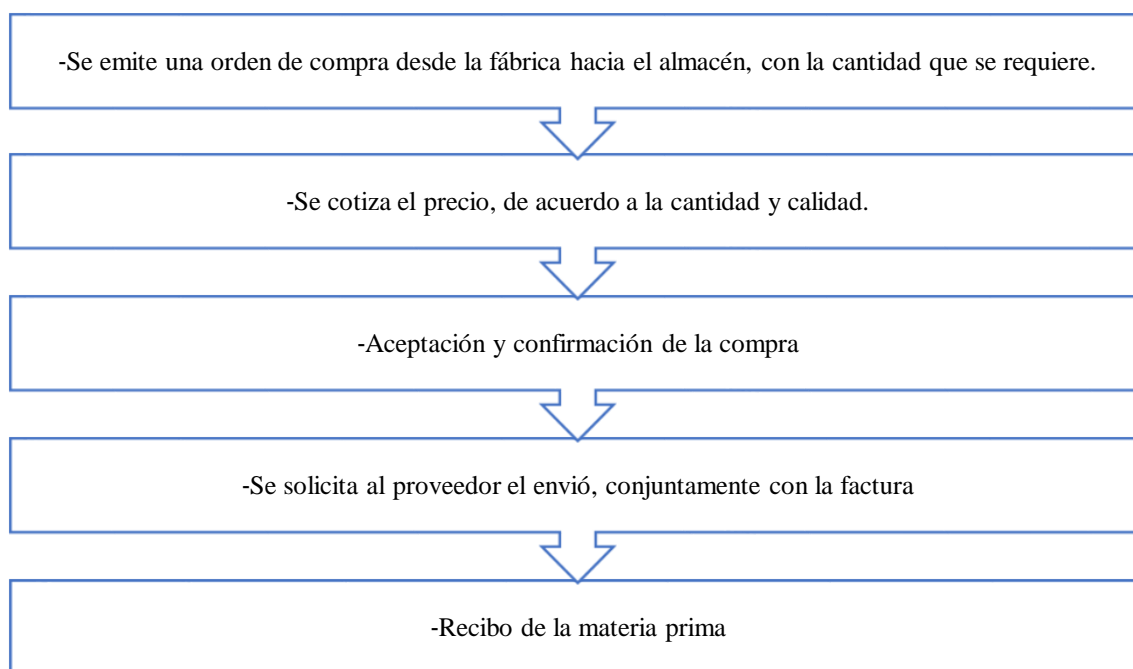 -Se emite una orden de compra desde la fábrica hacia el almacén, con la cantidad que se requiere.
-Se cotiza el precio, de acuerdo a la cantidad y calidad.
-Aceptación y confirmación de la compra
-Se solicita al proveedor el envió, conjuntamente con la factura
-Recibo de la materia prima